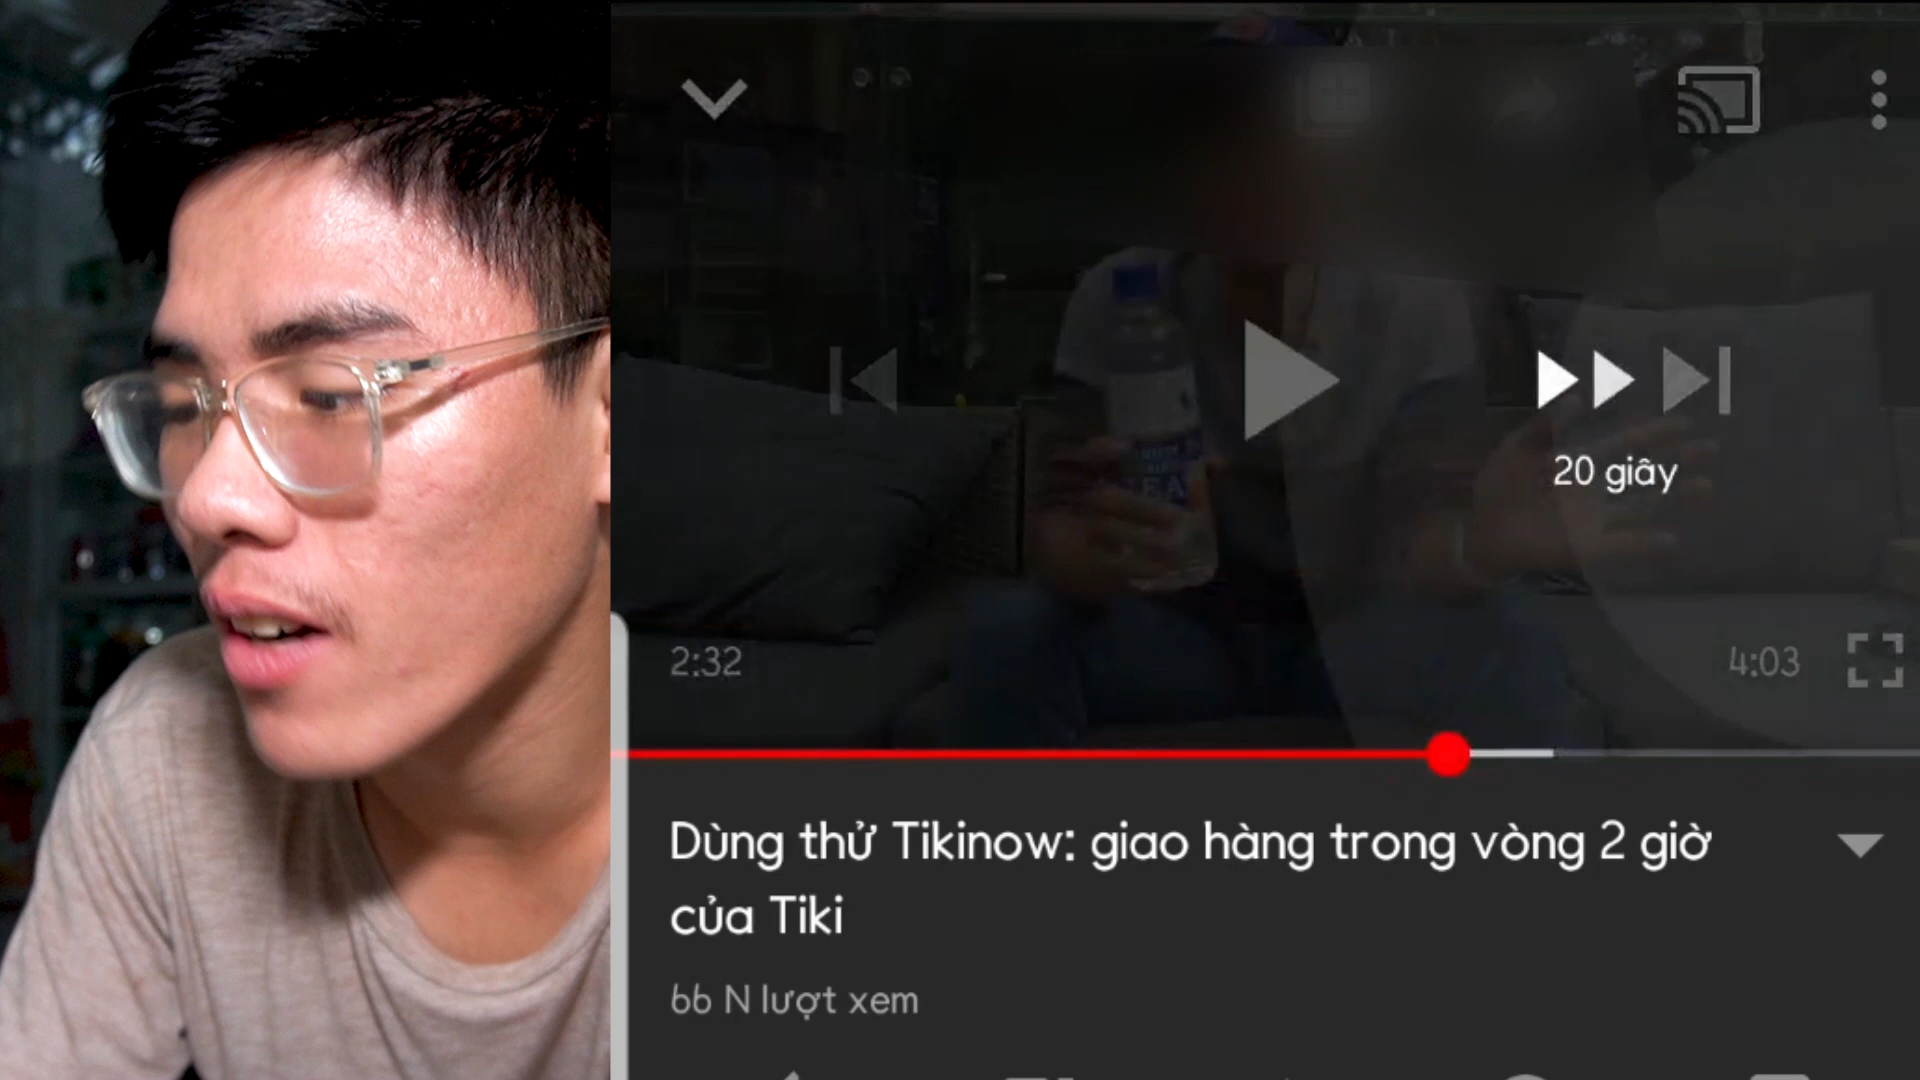 20 giây
2:32
4:03
Dùng thử Tikinow: giao hàng trong vòng 2 giờ
của Tiki
66 N lượt xem